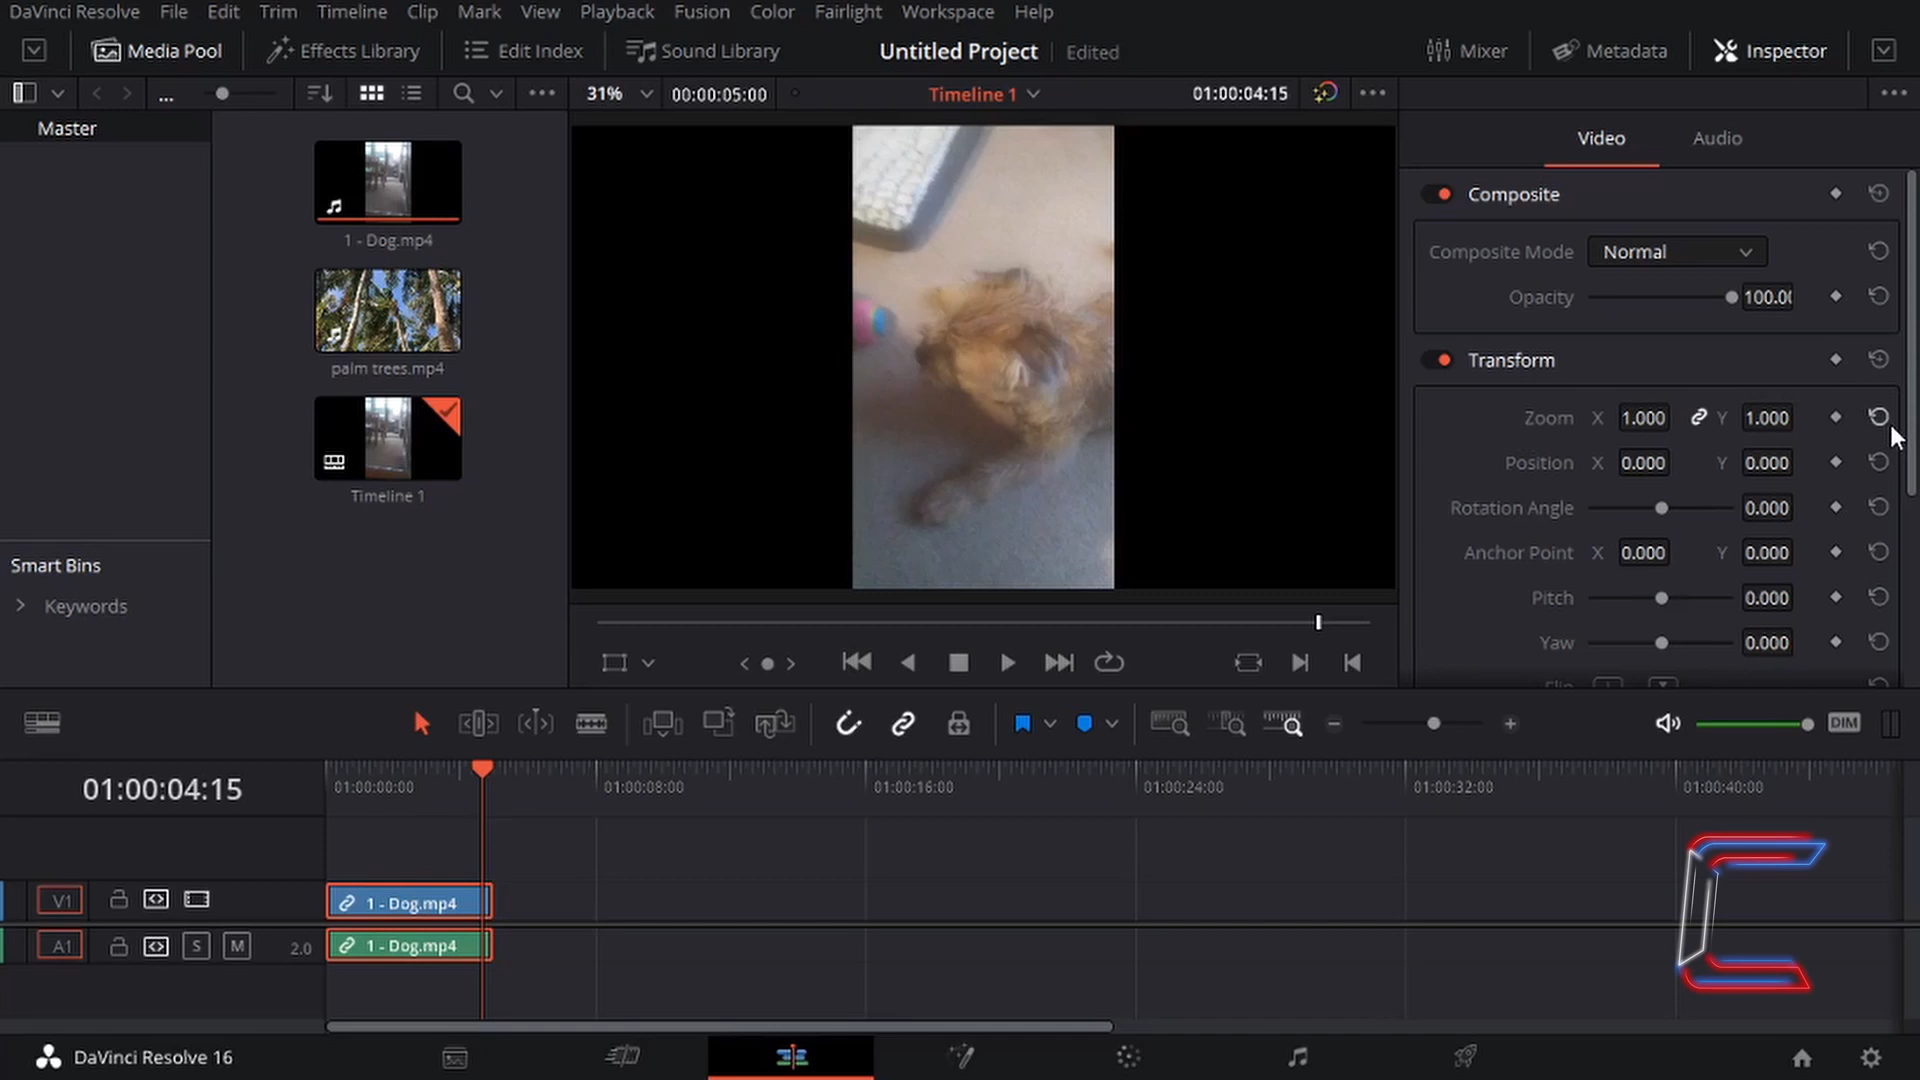 DaVinci Resolve File Edit Trim Timeline Clip Mark View Playback Fusion Color Fairlight Workspace Help
Media Pool Effects Library Edit Index Sound Library Untitled Project Edited Mixer Metadata Inspector
... 31% 00:00:05:00 Timeline 1 01:00:04:15
Master
Video Audio
Composite
Composite Mode Normal
Opacity 100.00
1 - Dog.mp4
palm trees.mp4
Timeline 1
Transform
Zoom X 1.000 Y 1.000
Position X 0.000 Y 0.000
Rotation Angle 0.000
Anchor Point X 0.000 Y 0.000
Pitch 0.000
Yaw 0.000
Smart Bins
Keywords
DIM
01:00:04:15
01:00:00:00 01:00:08:00 01:00:16:00 01:00:24:00 01:00:32:00 01:00:40:00
V1 1 - Dog.mp4
A1 S M 2.0 1 - Dog.mp4
DaVinci Resolve 16